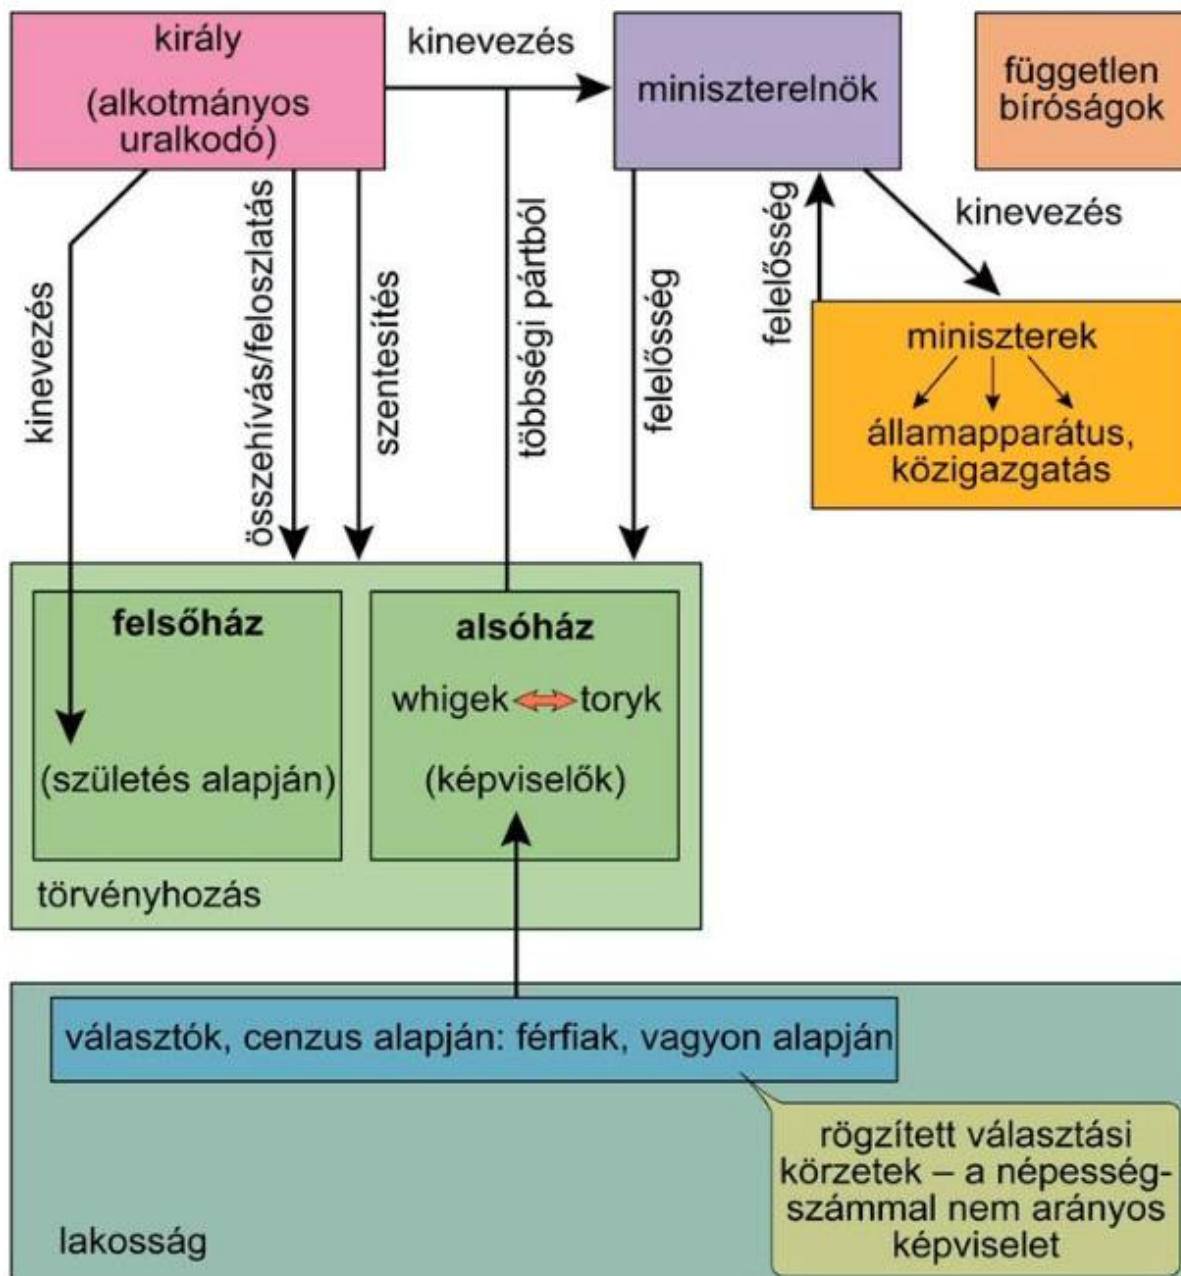 király
(alkotmányos
uralkodó)
kinevezés
miniszterelnök
független
bíróságok
kinevezés
összehívás/feloszlatás
szentesítés
többségi pártból
felelősség
felelősség
kinevezés
miniszterek
államapparátus,
közigazgatás
felsőház
(születés alapján)
alsóház
whigek toryk
(képviselők)
törvényhozás
választók, cenzus alapján: férfiak, vagyon alapján
rögzített választási
körzetek – a népesség-
számmal nem arányos
képviselet
lakosság